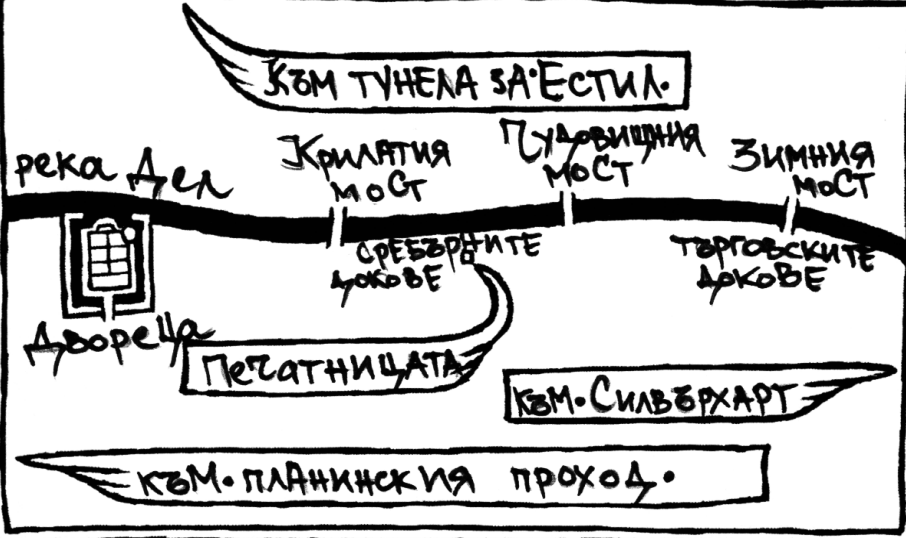 към тунела за Естил.
река Дел
Крилатия
мост
Чудовищния
мост
Зимния
мост
сребърните
докове
търговските
докове
Двореца
Печатницата
към. Силвърхарт
към. планинския проход.